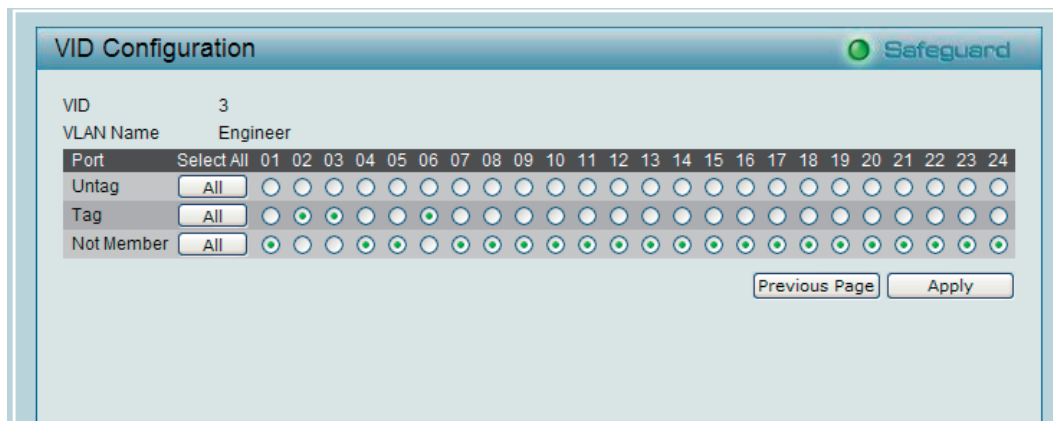 VID Configuration
Safeguard
VID 3
VLAN Name Engineer
Port Select All 01 02 03 04 05 06 07 08 09 10 11 12 13 14 15 16 17 18 19 20 21 22 23 24
Untag All
Tag All
Not Member All
Previous Page Apply